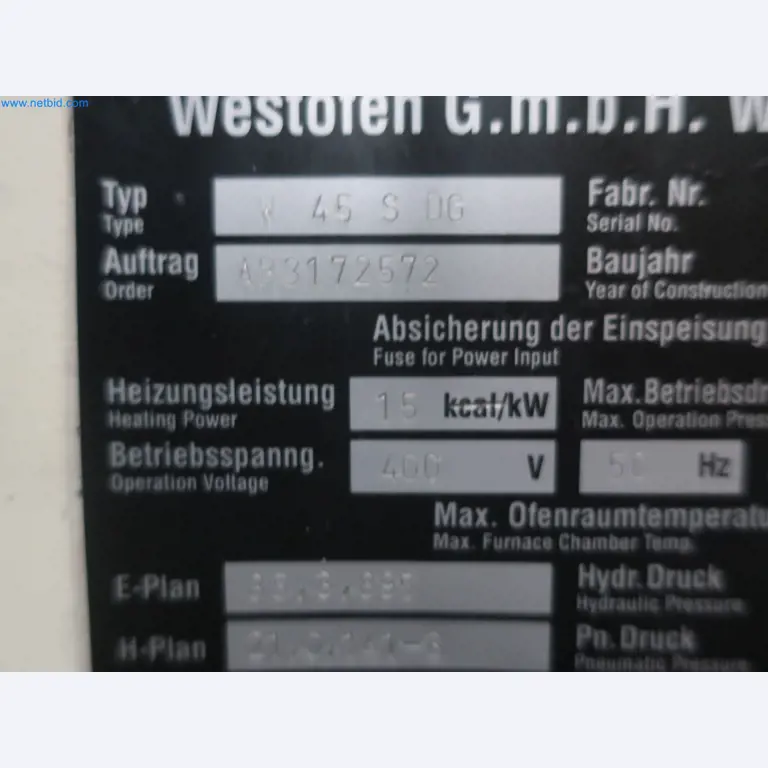 www.netbid.com
Westofen G.m.b.H. W
Typ W 45 S DG Fabr. Nr.
Type Serial No.
Auftrag Baujahr
Order Year of Construction
Absicherung der Einspeisung
Fuse for Power Input
Heizungsleistung 15 kcal/kW Max.Betriebsdr
Heating Power Max. Operation Pres
Betriebsspanng. 400 V 50 Hz
Operation Voltage
Max. Ofenraumtemperatu
Max. Furnace Chamber Temp.
E-Plan Hydr. Druck
Hydraulic Pressure
H-Plan Pn. Druck
Pneumatic Pressure